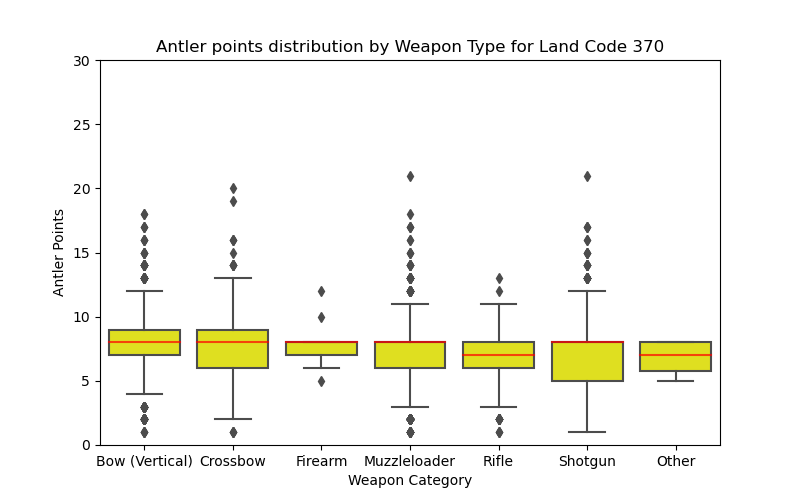 Antler points distribution by Weapon Type for Land Code 370
30
25
20
15
10
5
0
Antler Points
Bow (Vertical) Crossbow Firearm Muzzleloader Rifle Shotgun Other
Weapon Category